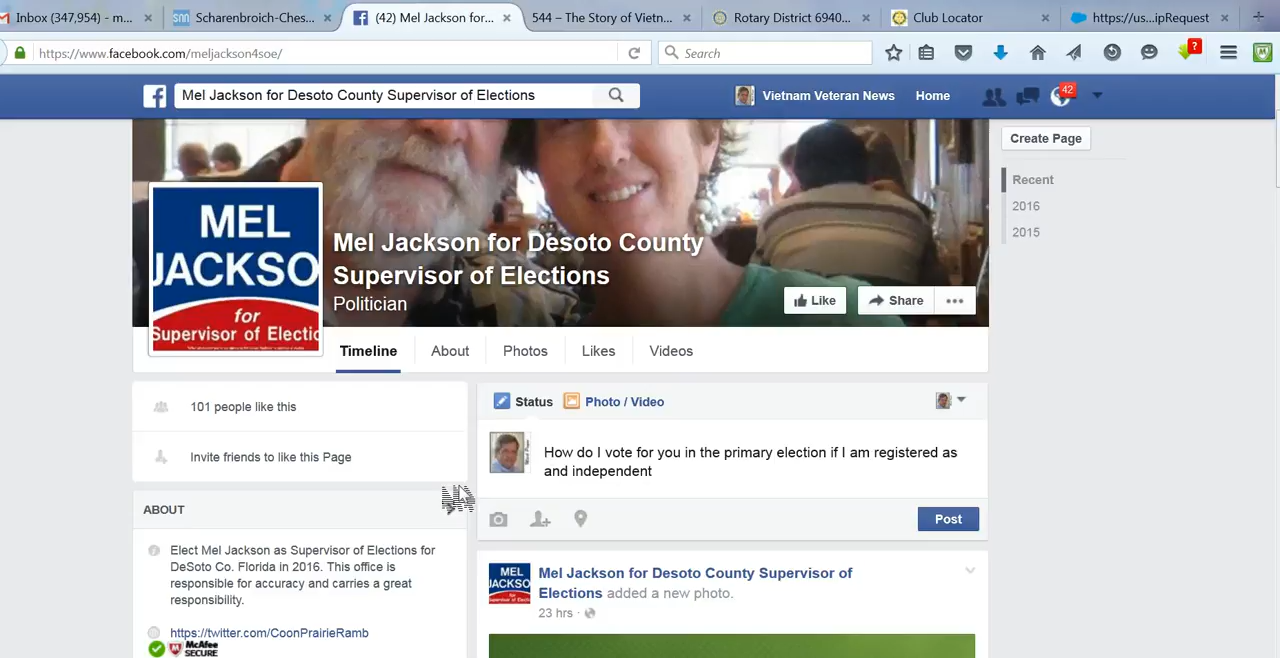 Inbox (347,954) - m...
Scharenbroich-Ches...
(42) Mel Jackson for...
544 – The Story of Vietn...
Rotary District 6940...
Club Locator
https://us...ipRequest
https://www.facebook.com/meljackson4soe/
Search
?
Mel Jackson for Desoto County Supervisor of Elections
Vietnam Veteran News
Home
42
Create Page
Recent
2016
2015
MEL
JACKSO
for
Supervisor of Electio
Mel Jackson for Desoto County
Supervisor of Elections
Politician
Like
Share
...
Timeline
About
Photos
Likes
Videos
101 people like this
Invite friends to like this Page
ABOUT
Elect Mel Jackson as Supervisor of Elections for
DeSoto Co. Florida in 2016. This office is
responsible for accuracy and carries a great
responsibility.
https://twitter.com/CoonPrairieRamb
McAfee
SECURE
Status
Photo / Video
How do I vote for you in the primary election if I am registered as
and independent
Post
MEL
JACKSO
for
Mel Jackson for Desoto County Supervisor of
Elections added a new photo.
23 hrs ·